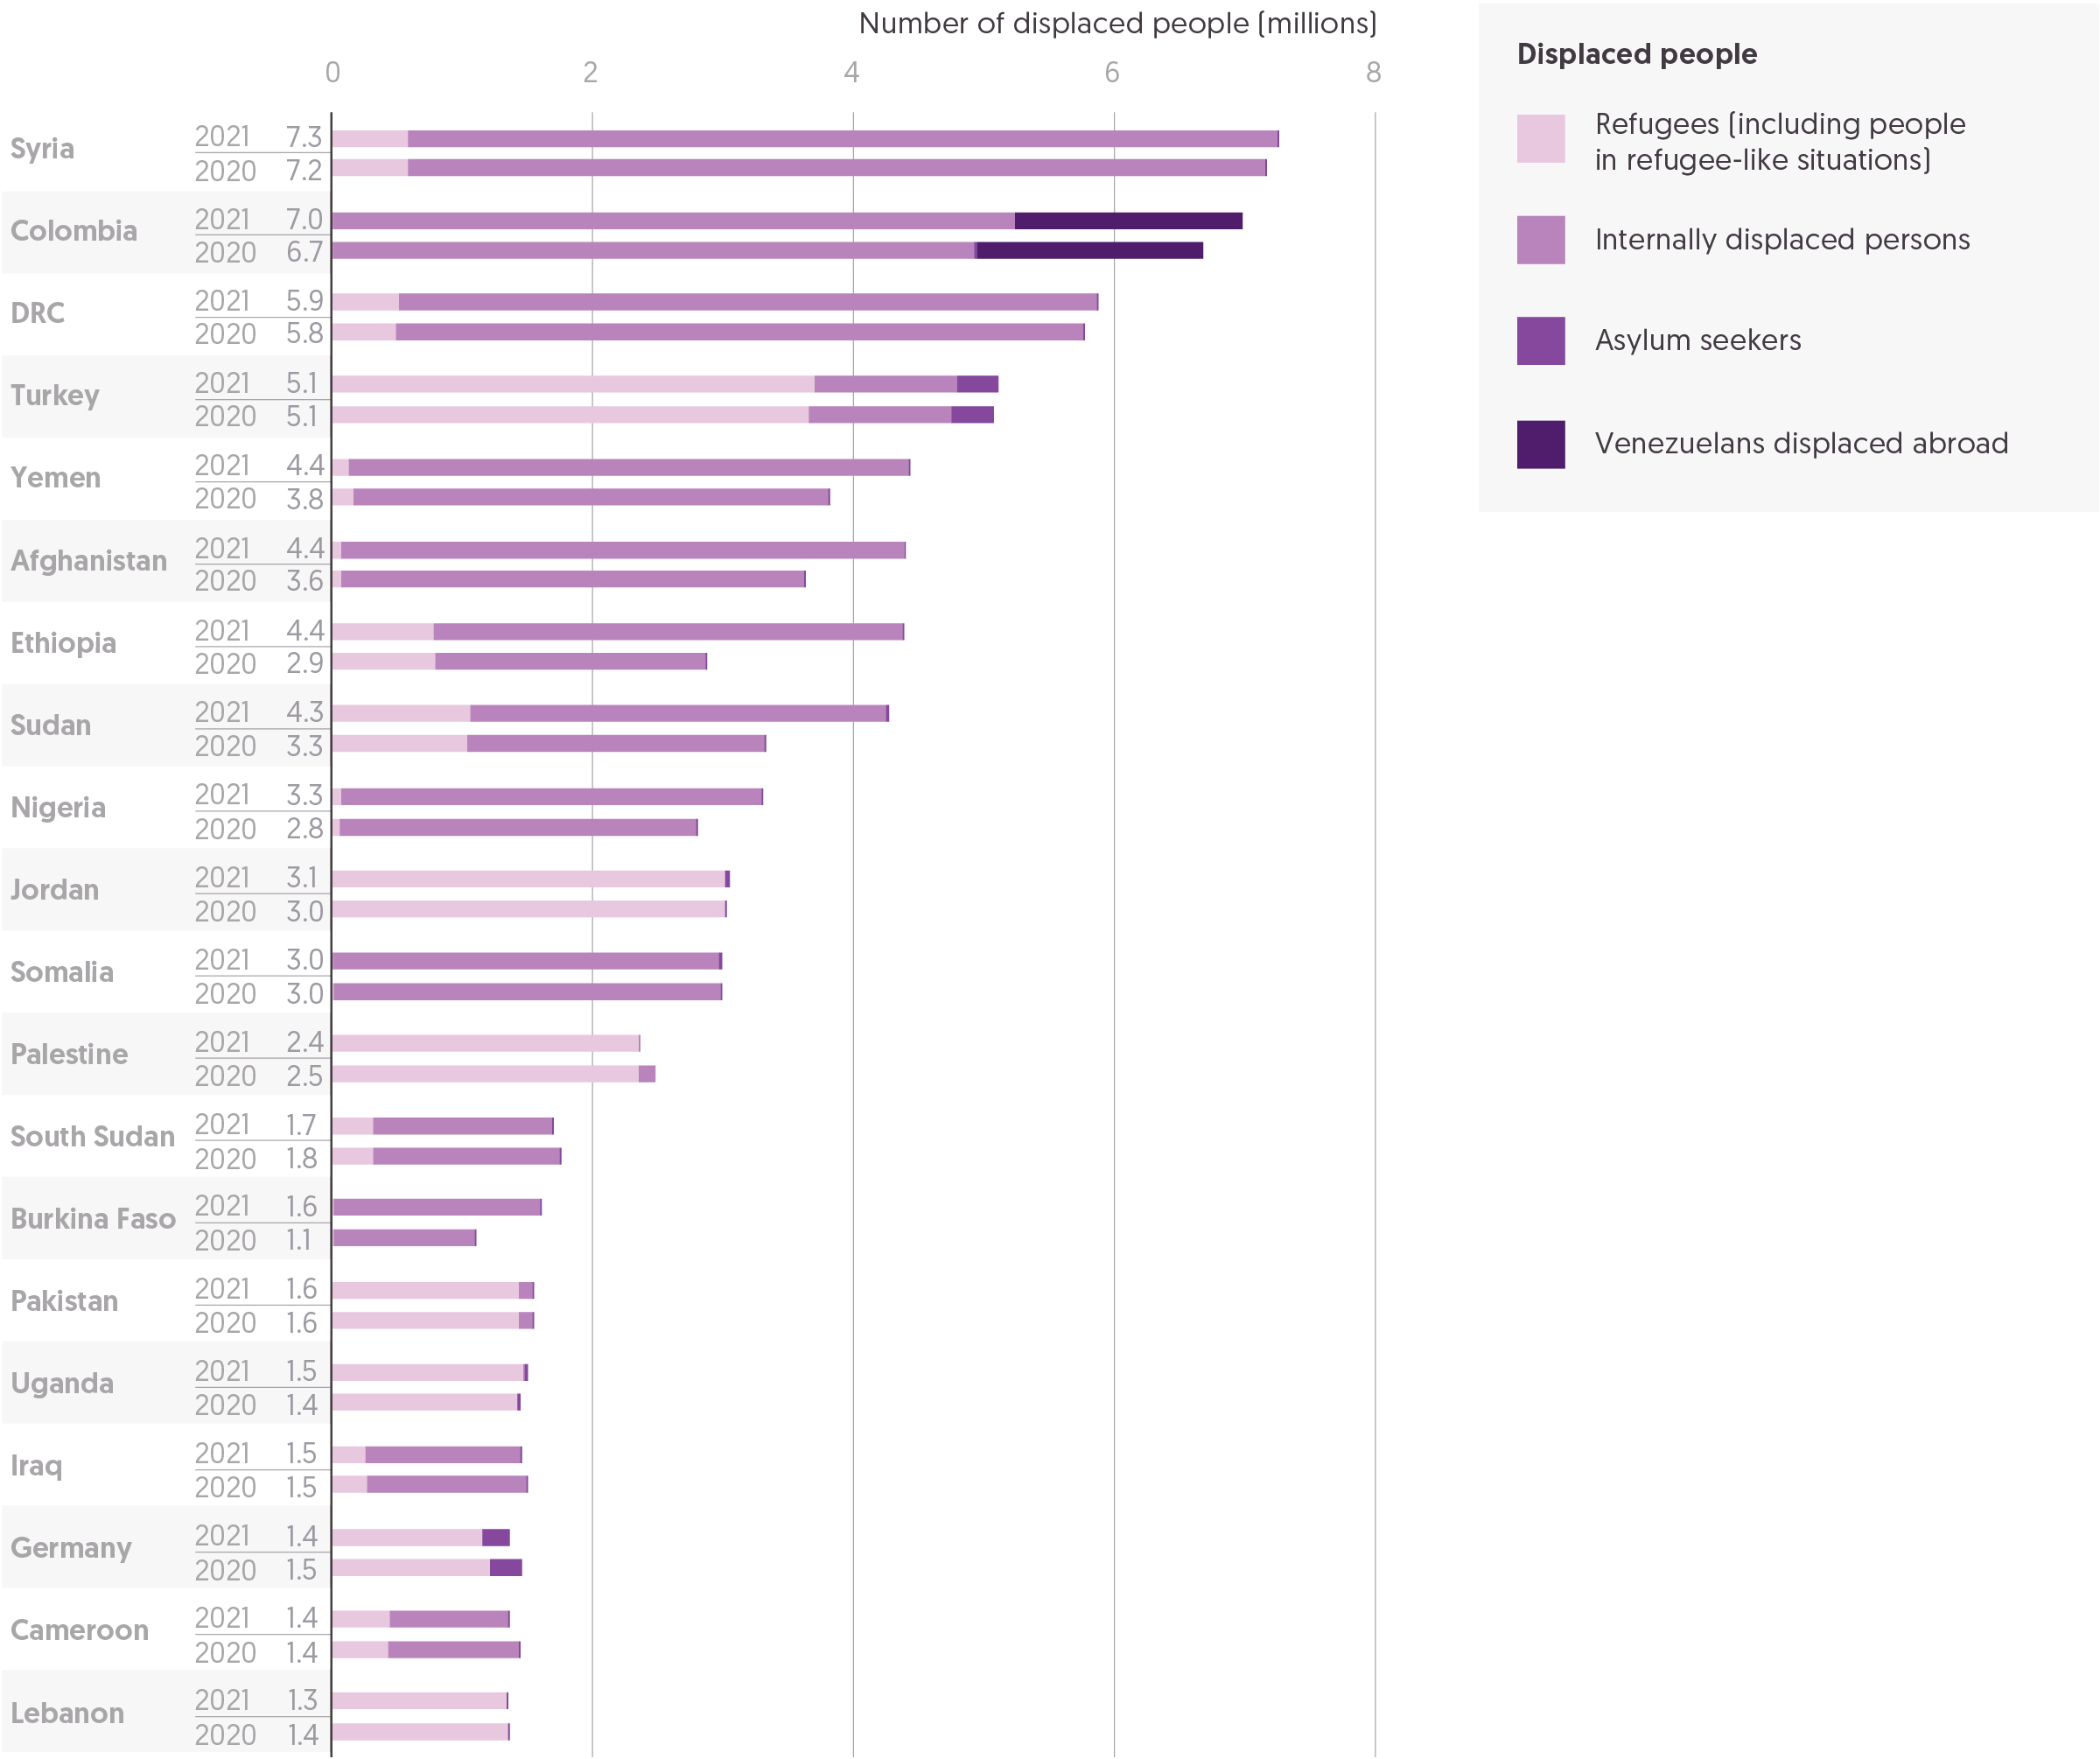 Number of displaced people (millions)
0 2 4 6 8
Syria
2021 7.3
2020 7.2
Colombia
2021 7.0
2020 6.7
DRC
2021 5.9
2020 5.8
Turkey
2021 5.1
2020 5.1
Yemen
2021 4.4
2020 3.8
Afghanistan
2021 4.4
2020 3.6
Ethiopia
2021 4.4
2020 2.9
Sudan
2021 4.3
2020 3.3
Nigeria
2021 3.3
2020 2.8
Jordan
2021 3.1
2020 3.0
Somalia
2021 3.0
2020 3.0
Palestine
2021 2.4
2020 2.5
South Sudan
2021 1.7
2020 1.8
Burkina Faso
2021 1.6
2020 1.1
Pakistan
2021 1.6
2020 1.6
Uganda
2021 1.5
2020 1.4
Iraq
2021 1.5
2020 1.5
Germany
2021 1.4
2020 1.5
Cameroon
2021 1.4
2020 1.4
Lebanon
2021 1.3
2020 1.4
Displaced people
Refugees (including people
in refugee-like situations)
Internally displaced persons
Asylum seekers
Venezuelans displaced abroad